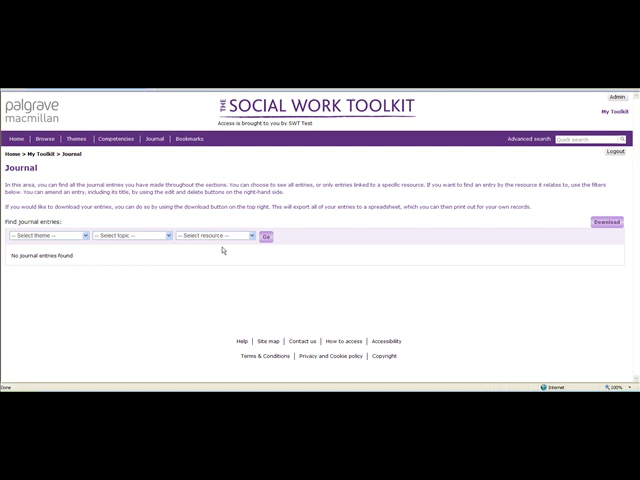 palgrave
macmillan
THE SOCIAL WORK TOOLKIT
Access is brought to you by SWT Test
Admin
My Toolkit
Home | Browse | Themes | Competencies | Journal | Bookmarks
Advanced search Quick search
Home > My Toolkit > Journal
Logout
Journal
In this area, you can find all the journal entries you have made throughout the sections. You can choose to see all entries, or only entries linked to a specific resource. If you want to find an entry by the resource it relates to, use the filters
below. You can amend an entry, including its title, by using the edit and delete buttons on the right-hand side.
If you would like to download your entries, you can do so by using the download button on top right. This will export all of your entries to a spreadsheet, which you can then print out for your own records.
Find journal entries:
Download
-- Select theme -- -- Select topic -- -- Select resource -- Go
No journal entries found
Help | Site map | Contact us | How to access | Accessibility
Terms & Conditions | Privacy and Cookie policy | Copyright
Done
Internet
100%